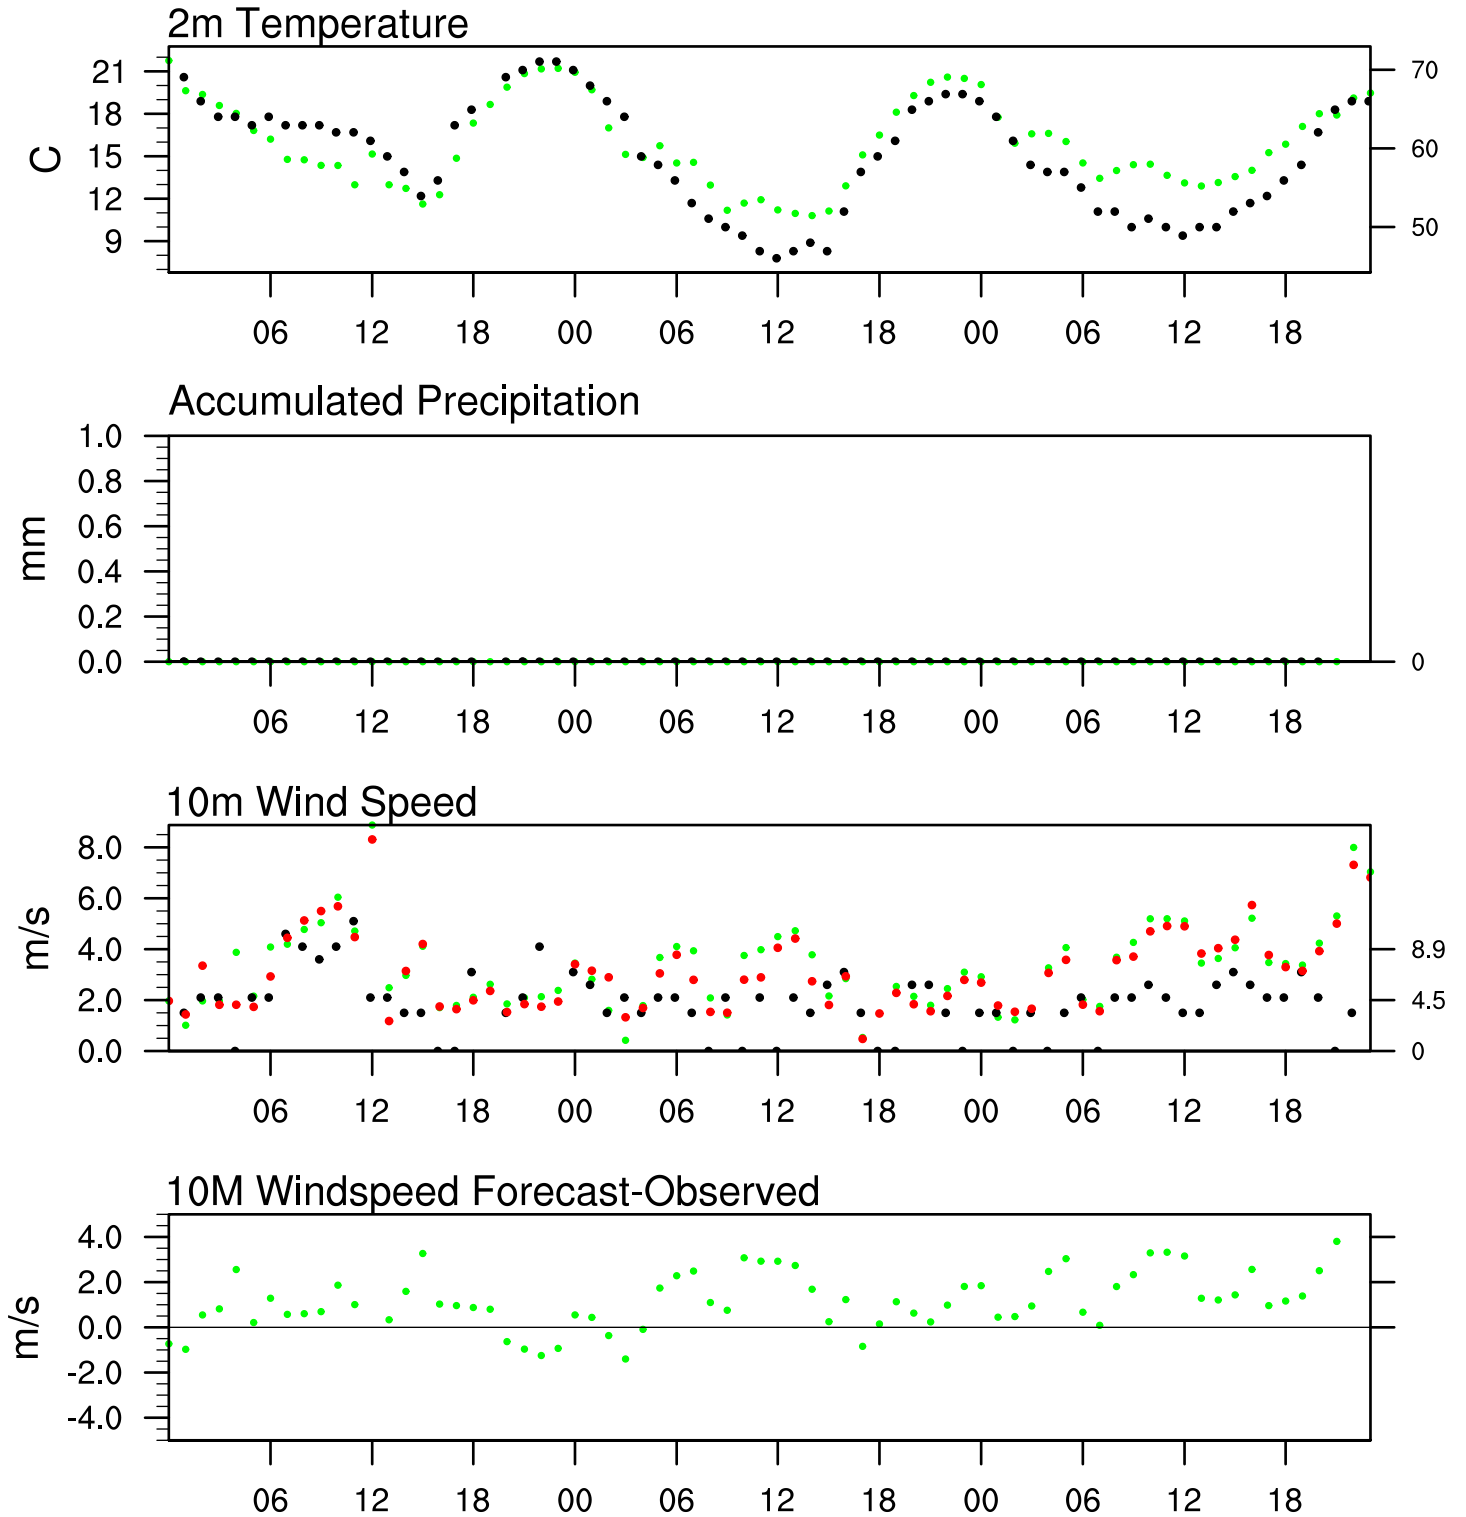 2m Temperature
21
18
15
12
9
C
70
60
50
06 12 18 00 06 12 18 00 06 12 18
Accumulated Precipitation
1.0
0.8
0.6
0.4
0.2
0.0
mm
0
06 12 18 00 06 12 18 00 06 12 18
10m Wind Speed
8.0
6.0
4.0
2.0
0.0
m/s
8.9
4.5
0
06 12 18 00 06 12 18 00 06 12 18
10M Windspeed Forecast-Observed
4.0
2.0
0.0
-2.0
-4.0
m/s
06 12 18 00 06 12 18 00 06 12 18